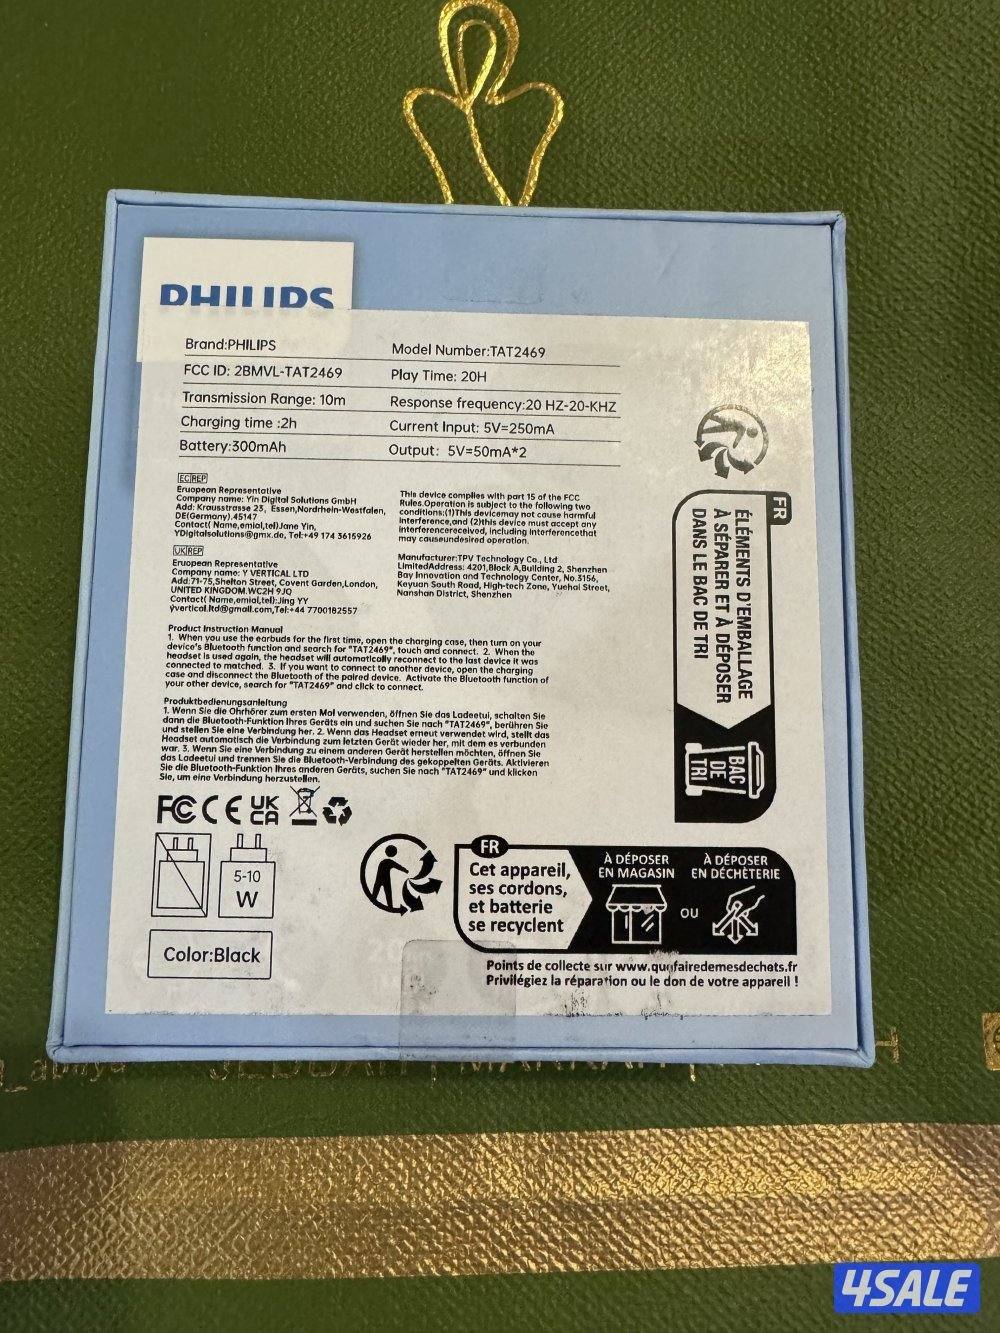 PHILIPS
Brand:PHILIPS
Model Number:TAT2469
FCC ID: 2BMVL-TAT2469
Play Time: 20H
Transmission Range: 10m
Response frequency:20 HZ-20-KHZ
Charging time :2h
Current Input: 5V=250mA
Battery:300mAh
Output: 5V=50mA*2
EC REP
Eruopean Representative
Company name: Yin Digital Solutions GmbH
Add: Krausstrasse 23, Essen,Nordrhein-Westfalen,
DE(Germany).45147
Contact( Name,emial,tel)Jane Yin,
YDigitalsolutions@gmx.de, Tel:+49 174 3615926
UK REP
Eruopean Representative
Company name: Y VERTICAL LTD
Add:71-75,Shelton Street, Covent Garden,London,
UNITED KINGDOM.WC2H 9JQ
Contact( Name,emial,tel):Jing YY
yvertical.ltd@gmail.com,Tel:+44 7700182557
This device complies with part 15 of the FCC
Rules.Operation is subject to the following two
conditions:(1)This devicemay not cause harmful
Interference,and (2)this device must accept any
interferencereceived, including interferencethat
may causeundesired operation.
Manufacturer:TPV Technology Co., Ltd
LimitedAddress: 4201,Block A,Building 2, Shenzhen
Bay Innovation and Technology Center, No.3156,
Keyuan South Road, High-tech Zone, Yuehai Street,
Nanshan District, Shenzhen
Product Instruction Manual
1. When you use the earbuds for the first time, open the charging case, then turn on your
device's Bluetooth function and search for "TAT2469", touch and connect. 2. When the
headset is used again, the headset will automatically reconnect to the last device it was
connected to matched. 3. If you want to connect to another device, open the charging
case and disconnect the Bluetooth of the paired device. Activate the Bluetooth function of
your other device, search for "TAT2469" and click to connect.
Produktbedienungsanleitung
1. Wenn Sie die Ohrhörer zum ersten Mal verwenden, öffnen Sie das Ladeetui, schalten Sie
dann die Bluetooth-Funktion Ihres Geräts ein und suchen Sie nach "TAT2469", berühren Sie
und stellen Sie eine Verbindung her. 2. Wenn das Headset erneut verwendet wird, stellt das
Headset automatisch die Verbindung zum letzten Gerät wieder her, mit dem es verbunden
war. 3. Wenn Sie eine Verbindung zu einem anderen Gerät herstellen möchten, öffnen Sie
das Ladeetui und trennen Sie die Bluetooth-Verbindung des gekoppelten Geräts. Aktivieren
Sie die Bluetooth-Funktion Ihres anderen Geräts, suchen Sie nach "TAT2469" und klicken
Sie, um eine Verbindung herzustellen.
FC CE UK CA
5-10
W
Color:Black
FR
ÉLÉMENTS D'EMBALLAGE
À SÉPARER ET À DÉPOSER
DANS LE BAC DE TRI
BAC
DE
TRI
FR
Cet appareil,
ses cordons,
et batterie
se recyclent
À DÉPOSER
EN MAGASIN
OU
À DÉPOSER
EN DÉCHÈTERIE
Points de collecte sur www.quefairedemesdechets.fr
Privilégiez la réparation ou le don de votre appareil !
4SALE